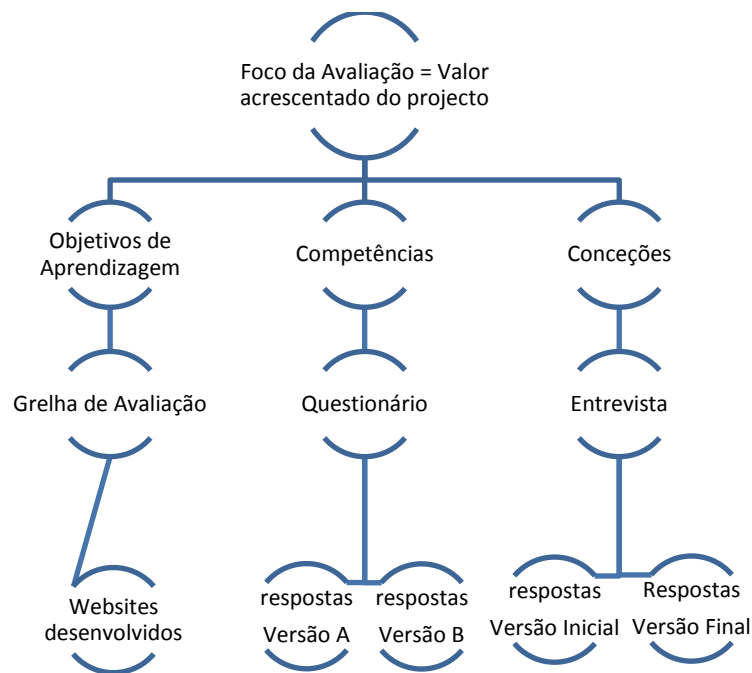 Foco da Avaliação = Valor
acrescentado do projecto
Objetivos de
Aprendizagem
Competências
Conceções
Grelha de Avaliação
Questionário
Entrevista
Websites
desenvolvidos
respostas
Versão A
respostas
Versão B
respostas
Versão Inicial
Respostas
Versão Final